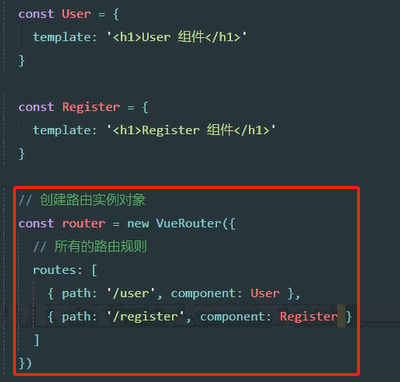 const User = {
template: '<h1>User 组件</h1>'
}
const Register = {
template: '<h1>Register 组件</h1>'
}
// 创建路由实例对象
const router = new VueRouter({
// 所有的路由规则
routes: [
{ path: '/user', component: User },
{ path: '/register', component: Register }
]
})